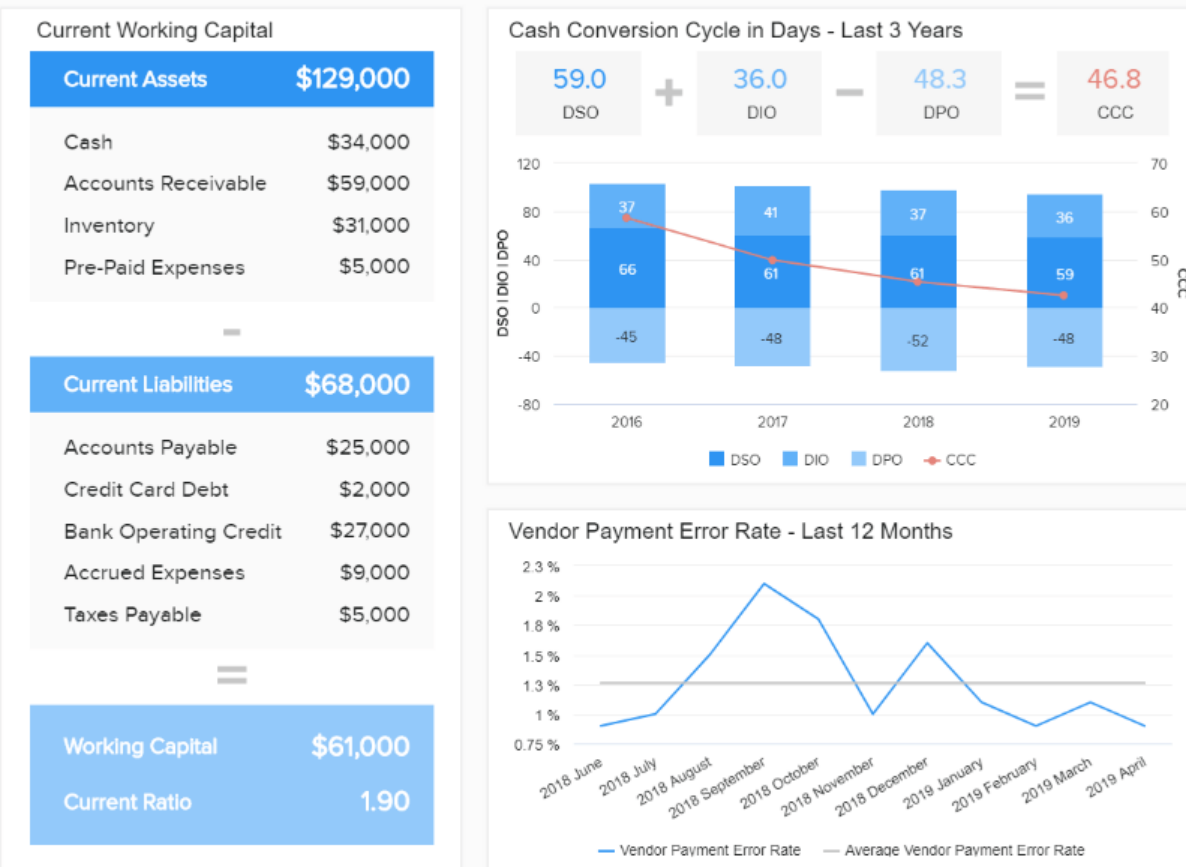 Current Working Capital
Current Assets $129,000
Cash $34,000
Accounts Receivable $59,000
Inventory $31,000
Pre-Paid Expenses $5,000
-
Current Liabilities $68,000
Accounts Payable $25,000
Credit Card Debt $2,000
Bank Operating Credit $27,000
Accrued Expenses $9,000
Taxes Payable $5,000
=
Working Capital $61,000
Current Ratio 1.90
Cash Conversion Cycle in Days - Last 3 Years
59.0 + 36.0 - 48.3 = 46.8
DSO DIO DPO CCC
120 70
37 41 37 36
80 60
66 61 61 59
40 50
0 40
-45 -48 -52 -48
-40 30
-80 20
DSO | DIO | DPO
CCC
2016 2017 2018 2019
DSO DIO DPO CCC
Vendor Payment Error Rate - Last 12 Months
2.3 %
2 %
1.8 %
1.5 %
1.3 %
1 %
0.75 %
2018 June 2018 July 2018 August 2018 September 2018 October 2018 November 2018 December 2019 January 2019 February 2019 March 2019 April
Vendor Payment Error Rate Average Vendor Payment Error Rate